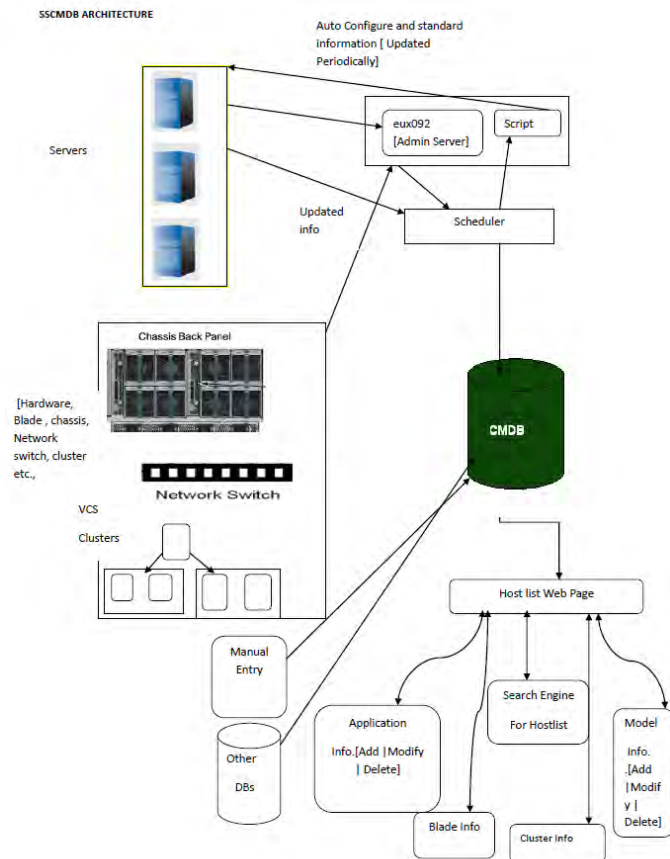 SSCMDB ARCHITECTURE
Auto Configure and standard
information [ Updated
Periodically]
eux092
[Admin Server]
Script
Servers
Updated
info
Scheduler
Chassis Back Panel
[Hardware,
Blade , chassis,
Network
switch, cluster
etc.,
Network Switch
VCS
Clusters
CMDB
Host list Web Page
Manual
Entry
Other
DBs
Application
Info.[Add |Modify
| Delete]
Search Engine
For Hostlist
Model
Info.
.[Add
|Modif
y |
Delete]
Blade Info
Cluster Info